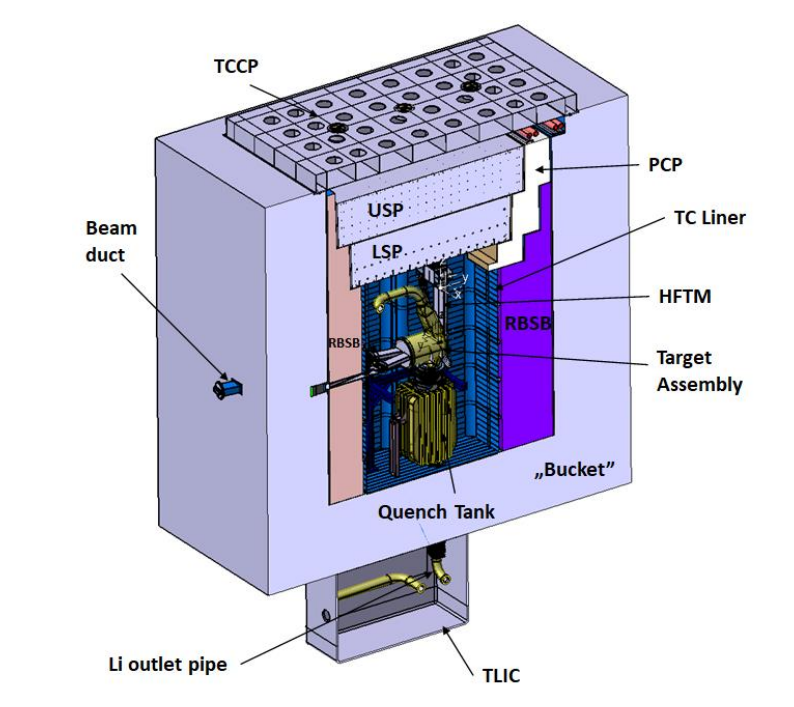 TCCP
PCP
USP
TC Liner
Beam
duct
LSP
y
x
HFTM
RBSB
RBSB
Target
Assembly
„Bucket”
Quench Tank
Li outlet pipe
TLIC